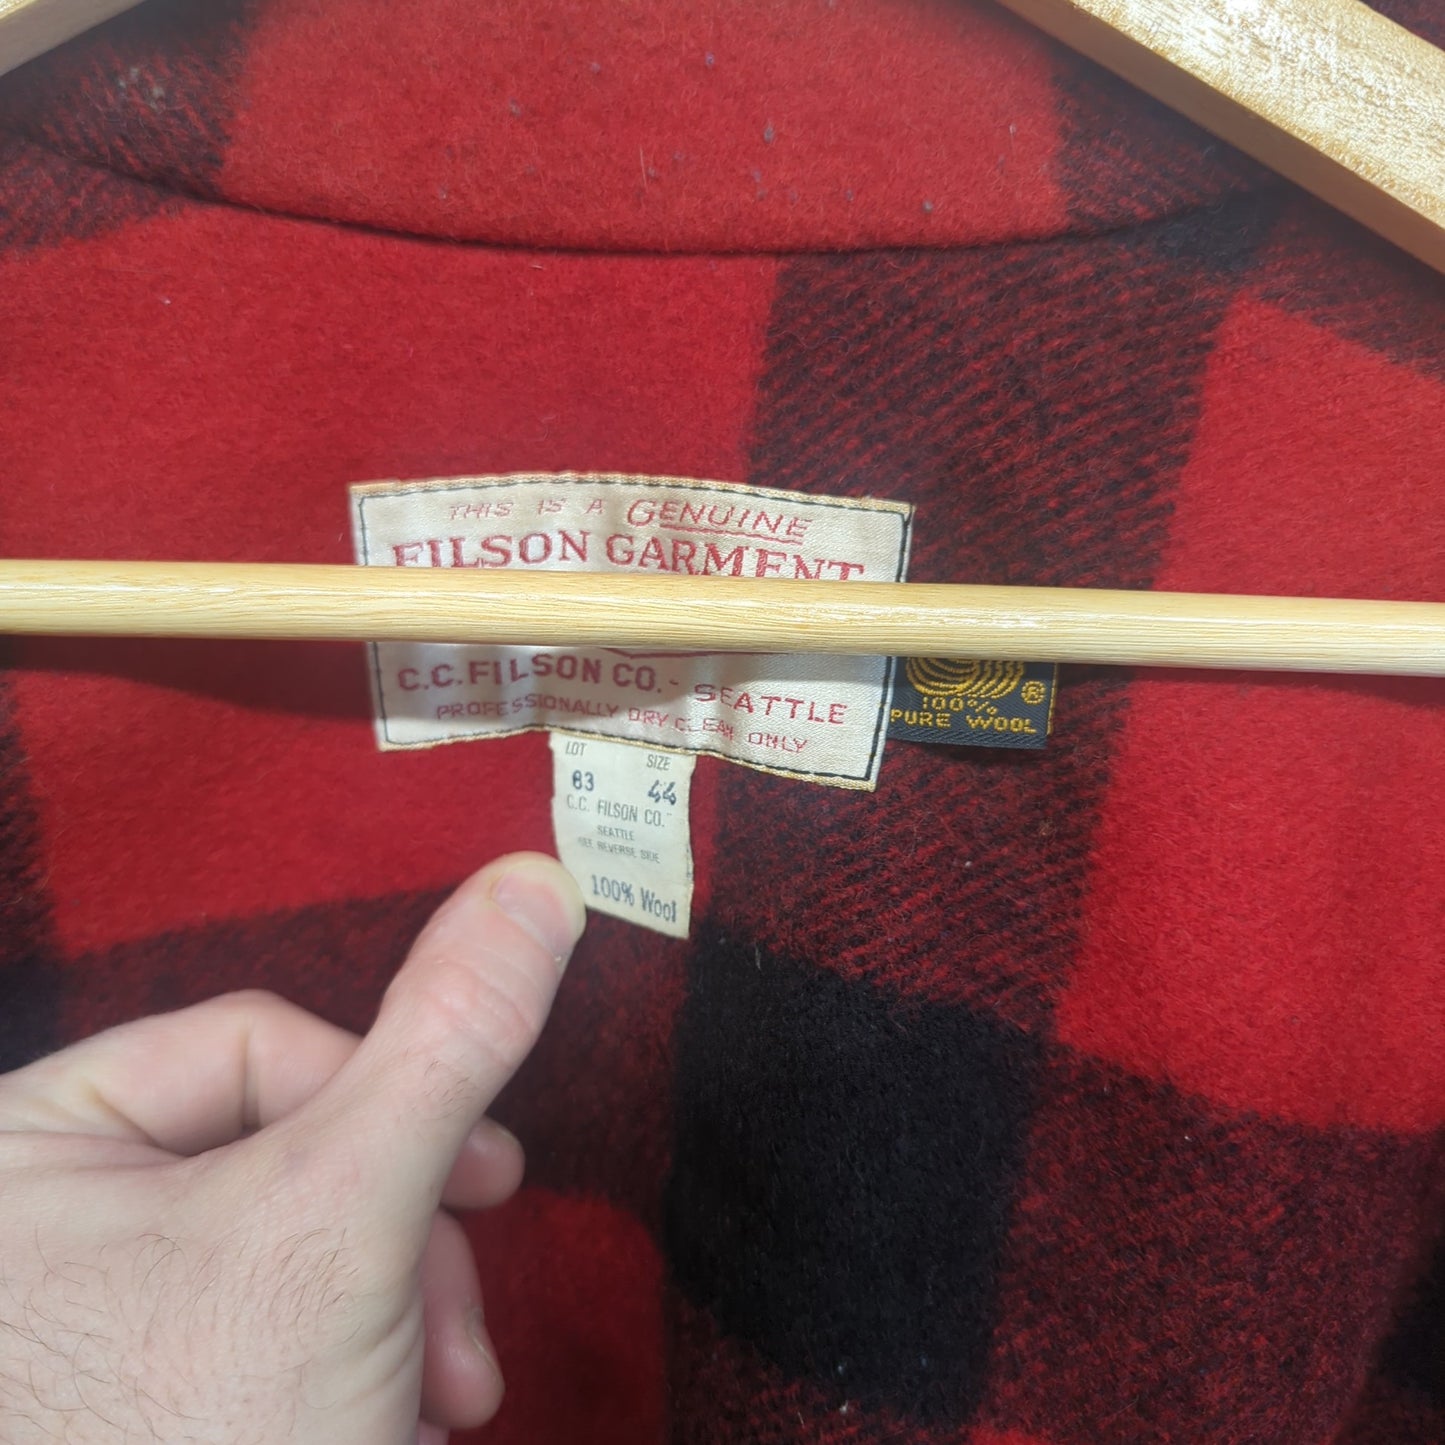 THIS IS A GENUINE
FILSON GARMENT
C.C. FILSON CO. - SEATTLE
PROFESSIONALLY DRY CLEAN ONLY
100%
PURE WOOL
®
LOT SIZE
83 44
C.C. FILSON CO.
SEATTLE
SEE REVERSE SIDE
100% Wool